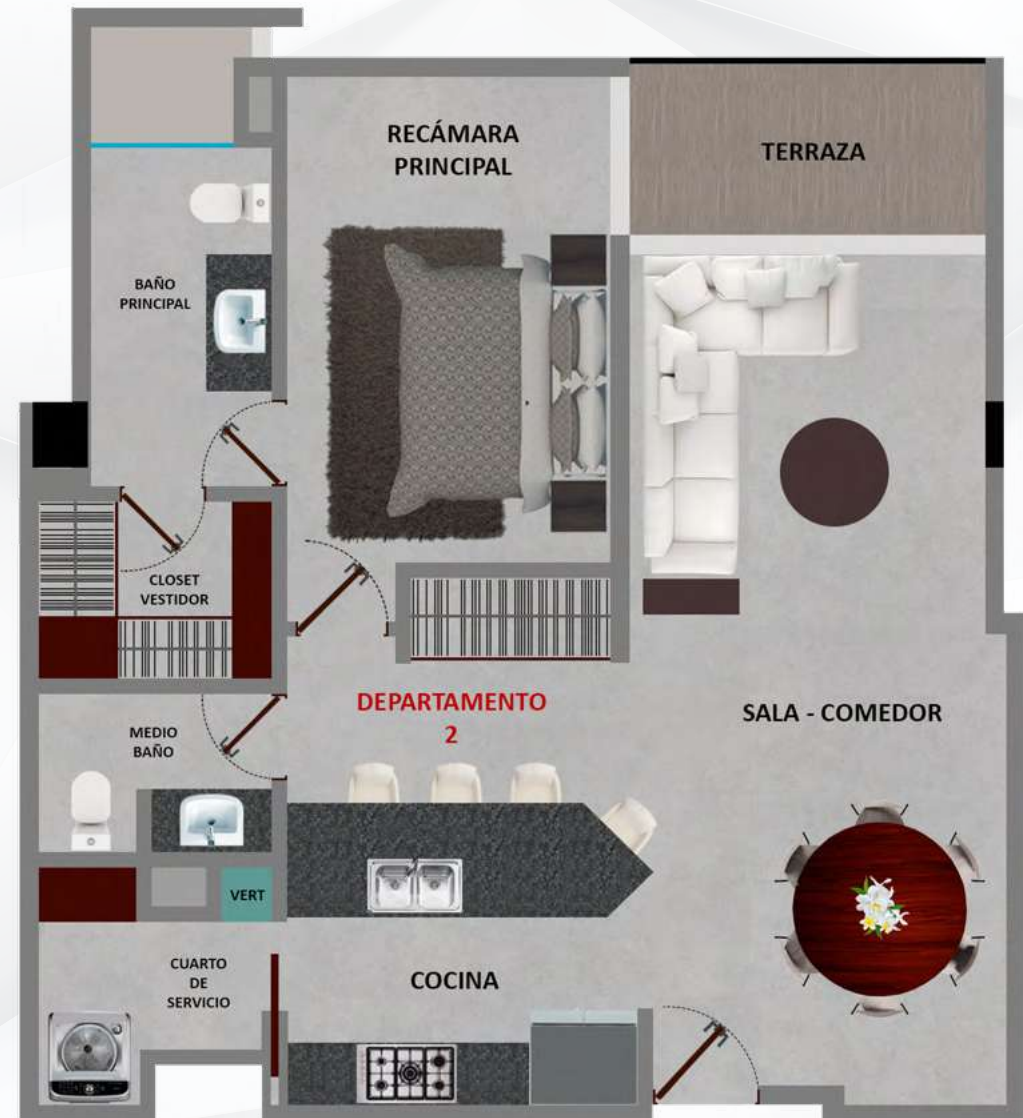 RECÁMARA
PRINCIPAL
TERRAZA
BAÑO
PRINCIPAL
CLOSET
VESTIDOR
DEPARTAMENTO
2
SALA - COMEDOR
MEDIO
BAÑO
VERT
CUARTO
DE
SERVICIO
COCINA